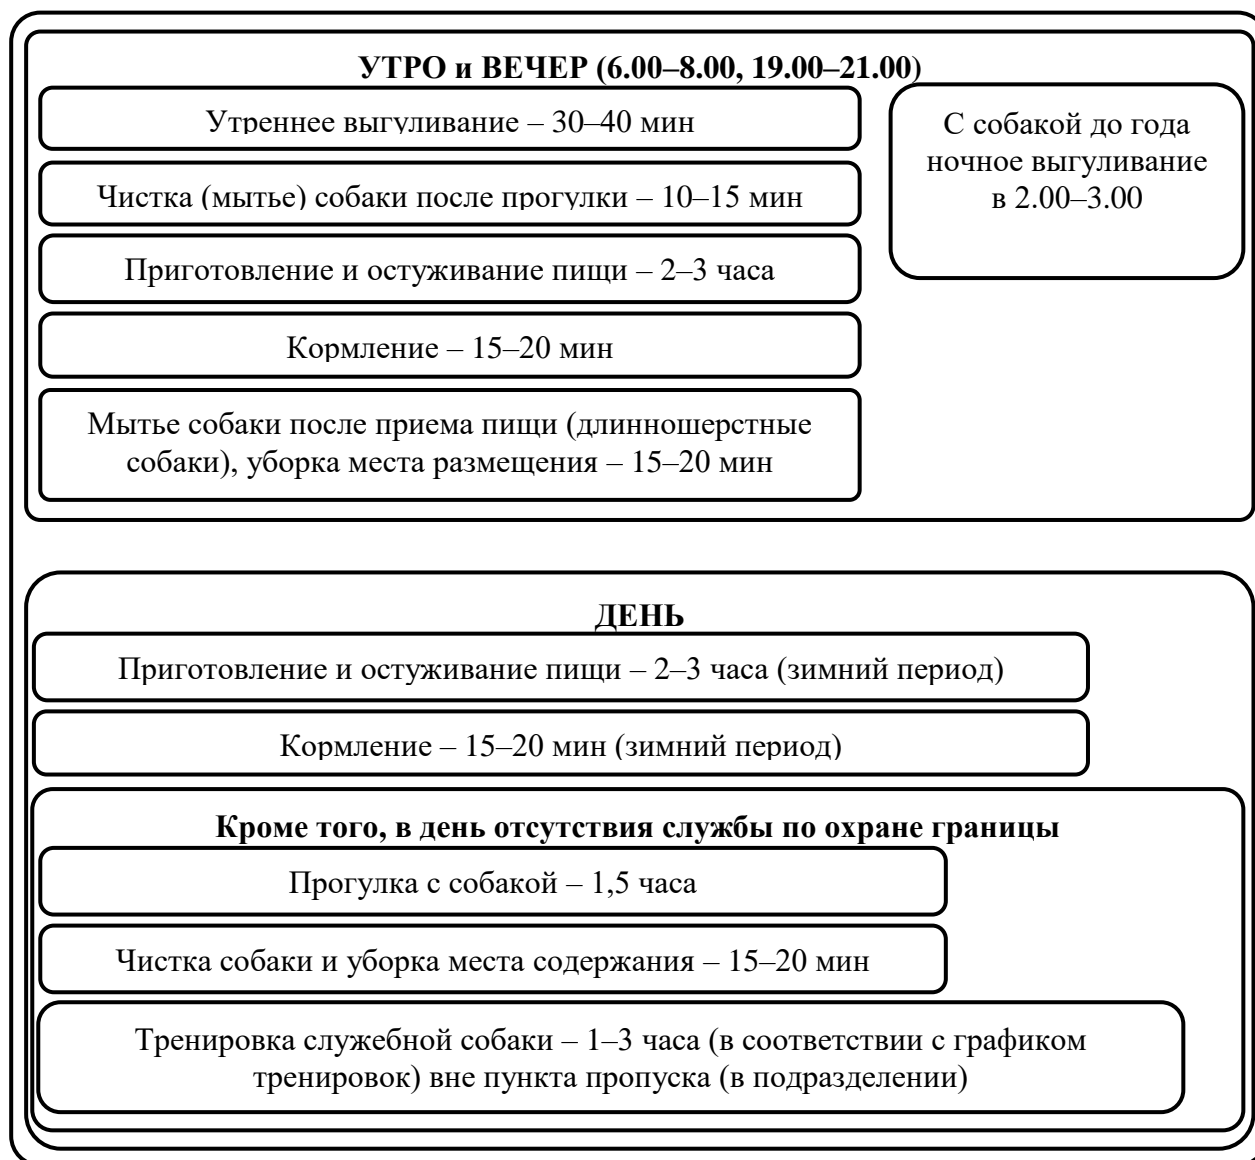 УТРО и ВЕЧЕР (6.00–8.00, 19.00–21.00)
Утреннее выгуливание – 30–40 мин
Чистка (мытье) собаки после прогулки – 10–15 мин
Приготовление и остуживание пищи – 2–3 часа
Кормление – 15–20 мин
Мытье собаки после приема пищи (длинношерстные
собаки), уборка места размещения – 15–20 мин
С собакой до года
ночное выгуливание
в 2.00–3.00
ДЕНЬ
Приготовление и остуживание пищи – 2–3 часа (зимний период)
Кормление – 15–20 мин (зимний период)
Кроме того, в день отсутствия службы по охране границы
Прогулка с собакой – 1,5 часа
Чистка собаки и уборка места содержания – 15–20 мин
Тренировка служебной собаки – 1–3 часа (в соответствии с графиком
тренировок) вне пункта пропуска (в подразделении)